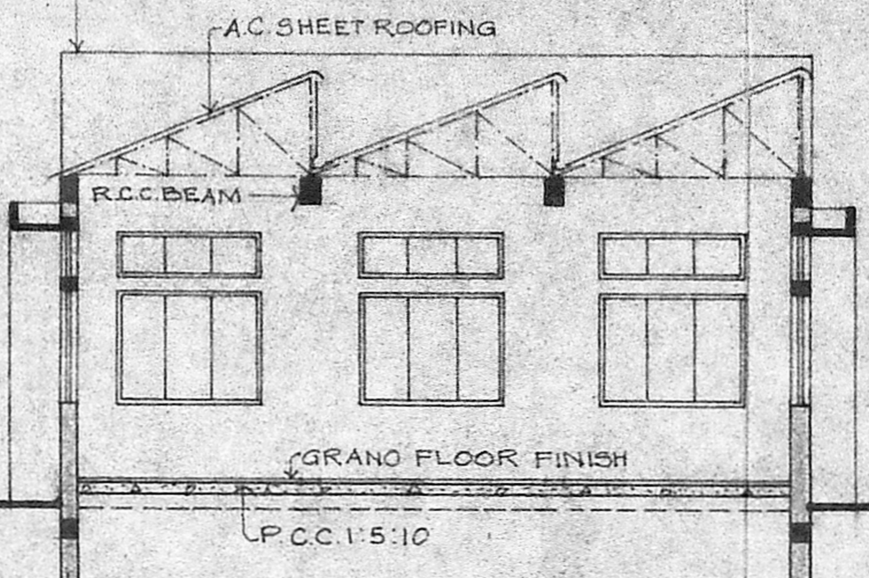 A.C. SHEET ROOFING
R.C.C. BEAM
GRANO FLOOR FINISH
P.C.C. 1:5:10